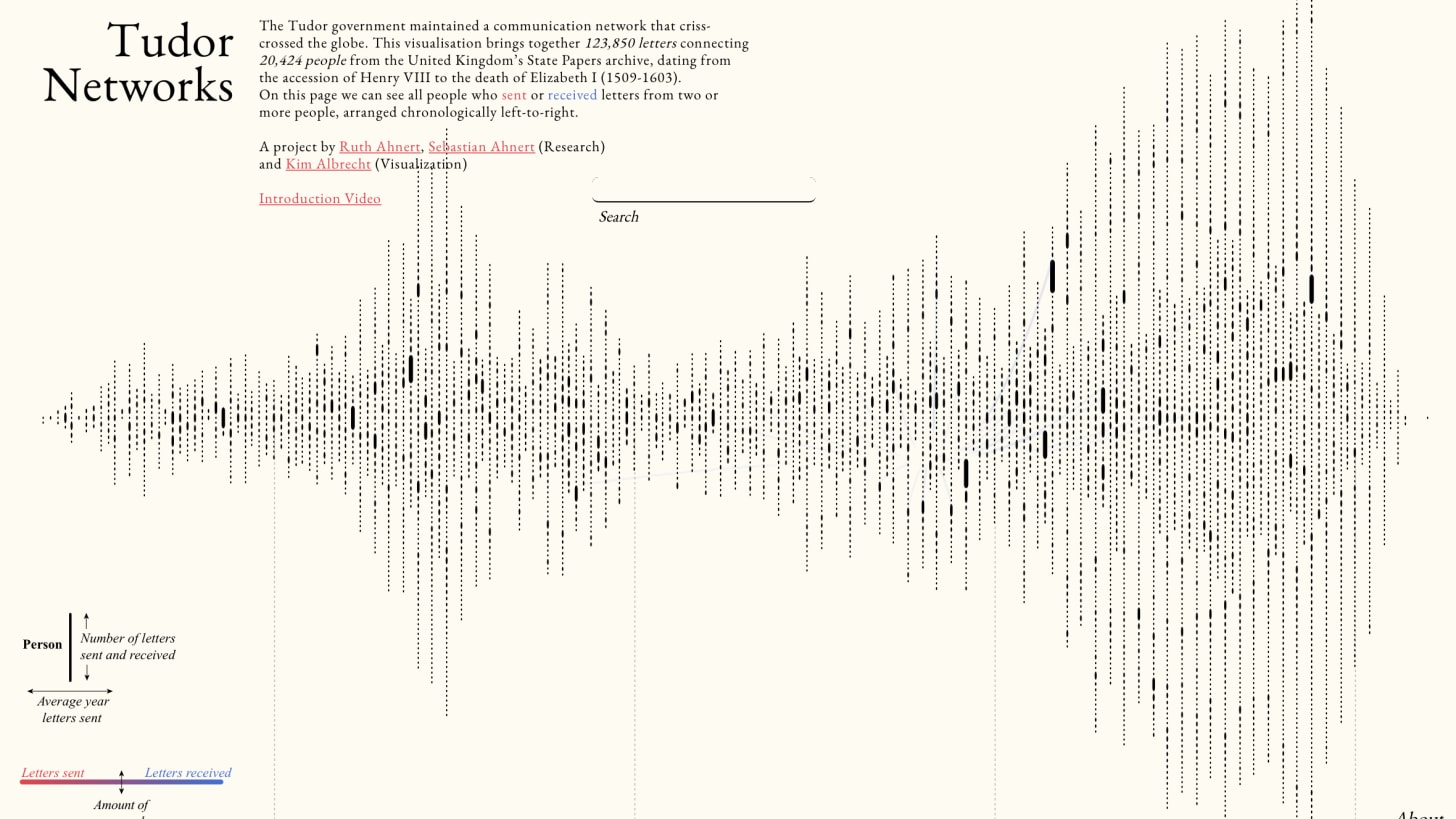 Tudor
Networks
The Tudor government maintained a communication network that criss-
crossed the globe. This visualisation brings together 123,850 letters connecting
20,424 people from the United Kingdom's State Papers archive, dating from
the accession of Henry VIII to the death of Elizabeth I (1509-1603).
On this page we can see all people who sent or received letters from two or
more people, arranged chronologically left-to-right.
A project by Ruth Ahnert, Sebastian Ahnert (Research)
and Kim Albrecht (Visualization)
Introduction Video
Search
Person
Number of letters
sent and received
Average year
letters sent
Letters sent
Letters received
Amount of
About